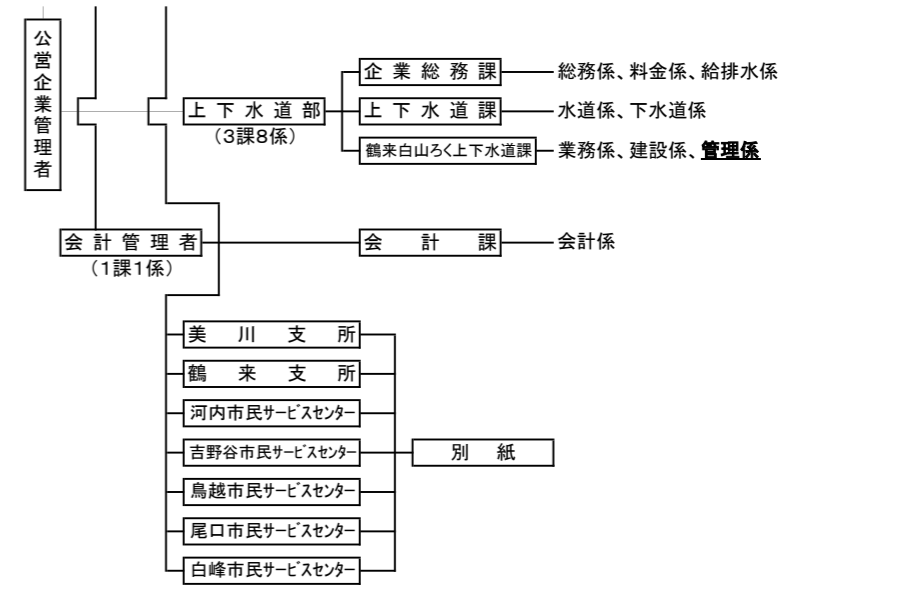 公営企業管理者
企業総務課 総務係、料金係、給排水係
上下水道部 上下水道課 水道係、下水道係
（3課8係）
鶴来白山ろく上下水道課 業務係、建設係、管理係
会計管理者 会計課 会計係
（1課1係）
美川支所
鶴来支所
河内市民ｻｰﾋﾞｽｾﾝﾀｰ
吉野谷市民ｻｰﾋﾞｽｾﾝﾀｰ 別紙
鳥越市民ｻｰﾋﾞｽｾﾝﾀｰ
尾口市民ｻｰﾋﾞｽｾﾝﾀｰ
白峰市民ｻｰﾋﾞｽｾﾝﾀｰ